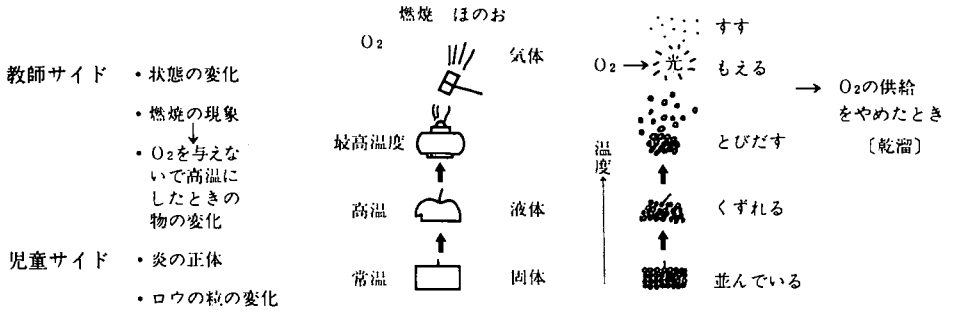 教師サイド
・状態の変化
・燃焼の現象
・O₂を与えな
いで高温に
したときの
物の変化
児童サイド
・炎の正体
・ロウの粒の変化
燃焼 ほのお
O₂
気体
最高温度
高温
液体
常温
固体
すす
O₂
光
もえる
とびだす
温度
くずれる
並んでいる
O₂の供給
をやめたとき
〔乾溜〕